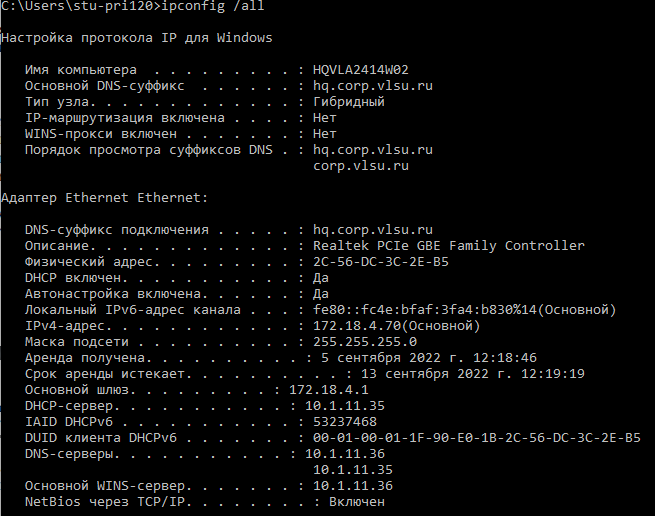 C:\Users\stu-pri120>ipconfig /all
Настройка протокола IP для Windows
Имя компьютера . . . . . . . . . : HQVLA2414W02
Основной DNS-суффикс . . . . . . : hq.corp.vlsu.ru
Тип узла. . . . . . . . . . . . . : Гибридный
IP-маршрутизация включена . . . . : Нет
WINS-прокси включен . . . . . . . : Нет
Порядок просмотра суффиксов DNS . : hq.corp.vlsu.ru
corp.vlsu.ru
Адаптер Ethernet Ethernet:
DNS-суффикс подключения . . . . . : hq.corp.vlsu.ru
Описание. . . . . . . . . . . . . : Realtek PCIe GBE Family Controller
Физический адрес. . . . . . . . . : 2C-56-DC-3C-2E-B5
DHCP включен. . . . . . . . . . . : Да
Автонастройка включена. . . . . . : Да
Локальный IPv6-адрес канала . . . : fe80::fc4e:bfaf:3fa4:b830%14(Основной)
IPv4-адрес. . . . . . . . . . . . : 172.18.4.70(Основной)
Маска подсети . . . . . . . . . . : 255.255.255.0
Аренда получена. . . . . . . . . . : 5 сентября 2022 г. 12:18:46
Срок аренды истекает. . . . . . . . . . : 13 сентября 2022 г. 12:19:19
Основной шлюз. . . . . . . . . : 172.18.4.1
DHCP-сервер. . . . . . . . . . . : 10.1.11.35
IAID DHCPv6 . . . . . . . . . . . : 53237468
DUID клиента DHCPv6 . . . . . . . : 00-01-00-01-1F-90-E0-1B-2C-56-DC-3C-2E-B5
DNS-серверы. . . . . . . . . . . : 10.1.11.36
10.1.11.35
Основной WINS-сервер. . . . . . . : 10.1.11.36
NetBios через TCP/IP. . . . . . . . : Включен